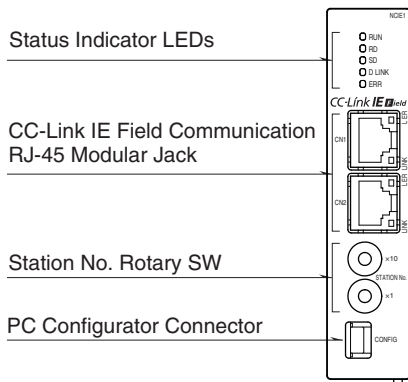 NCIE1
Status Indicator LEDs
RUN
RD
SD
D LINK
ERR
CC-Link IE Field
CC-Link IE Field Communication
RJ-45 Modular Jack
CN1
LER
LINK
CN2
LER
LINK
Station No. Rotary SW
×10
STATION No.
×1
PC Configurator Connector
CONFIG